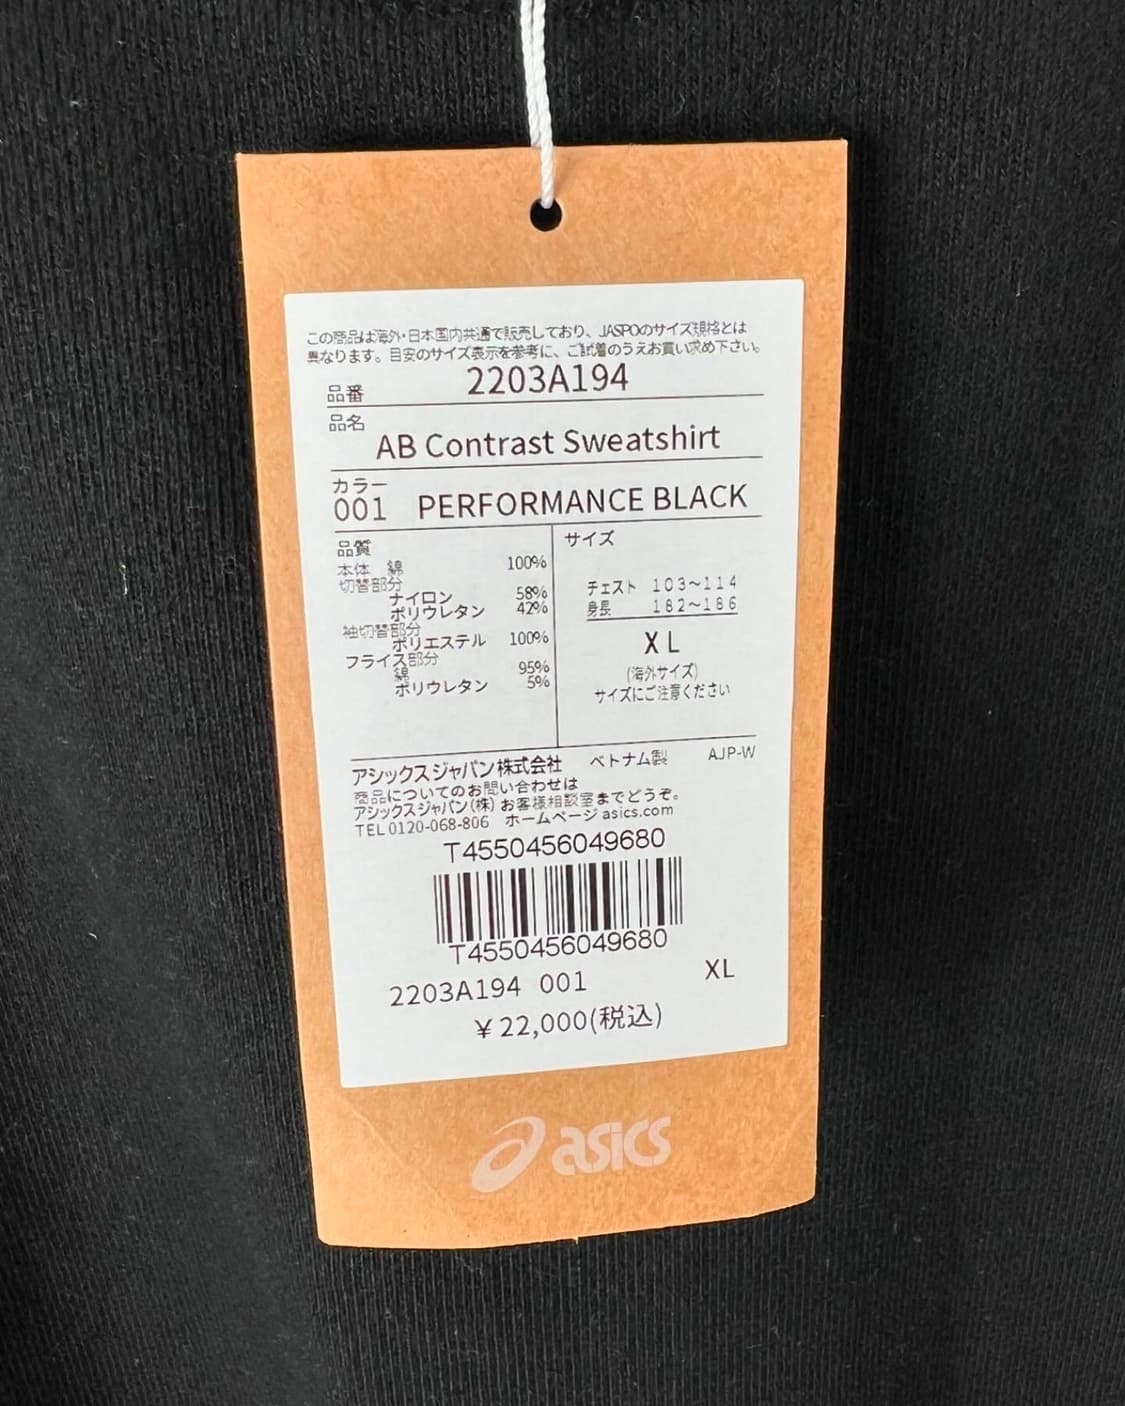 この商品は海外・日本国内共通で販売しており、JASPOのサイズ規格とは
異なります。目安のサイズ表示を参考に、ご試着のうえお買い求め下さい。
品番 2203A194
品名
AB Contrast Sweatshirt
カラー
001 PERFORMANCE BLACK
品質
本体 綿 100%
切替部分
ナイロン 58%
ポリウレタン 42%
袖切替部分
ポリエステル 100%
フライス部分
綿 95%
ポリウレタン 5%
サイズ
チェスト 103~114
身長 182~186
XL
(海外サイズ)
サイズにご注意ください
アシックスジャパン株式会社 ベトナム製 AJP-W
商品についてのお問い合わせは
アシックスジャパン(株)お客様相談室までどうぞ。
TEL 0120-068-806 ホームページ asics.com
T4550456049680
T4550456049680
2203A194 001 XL
¥22,000(税込)
asics